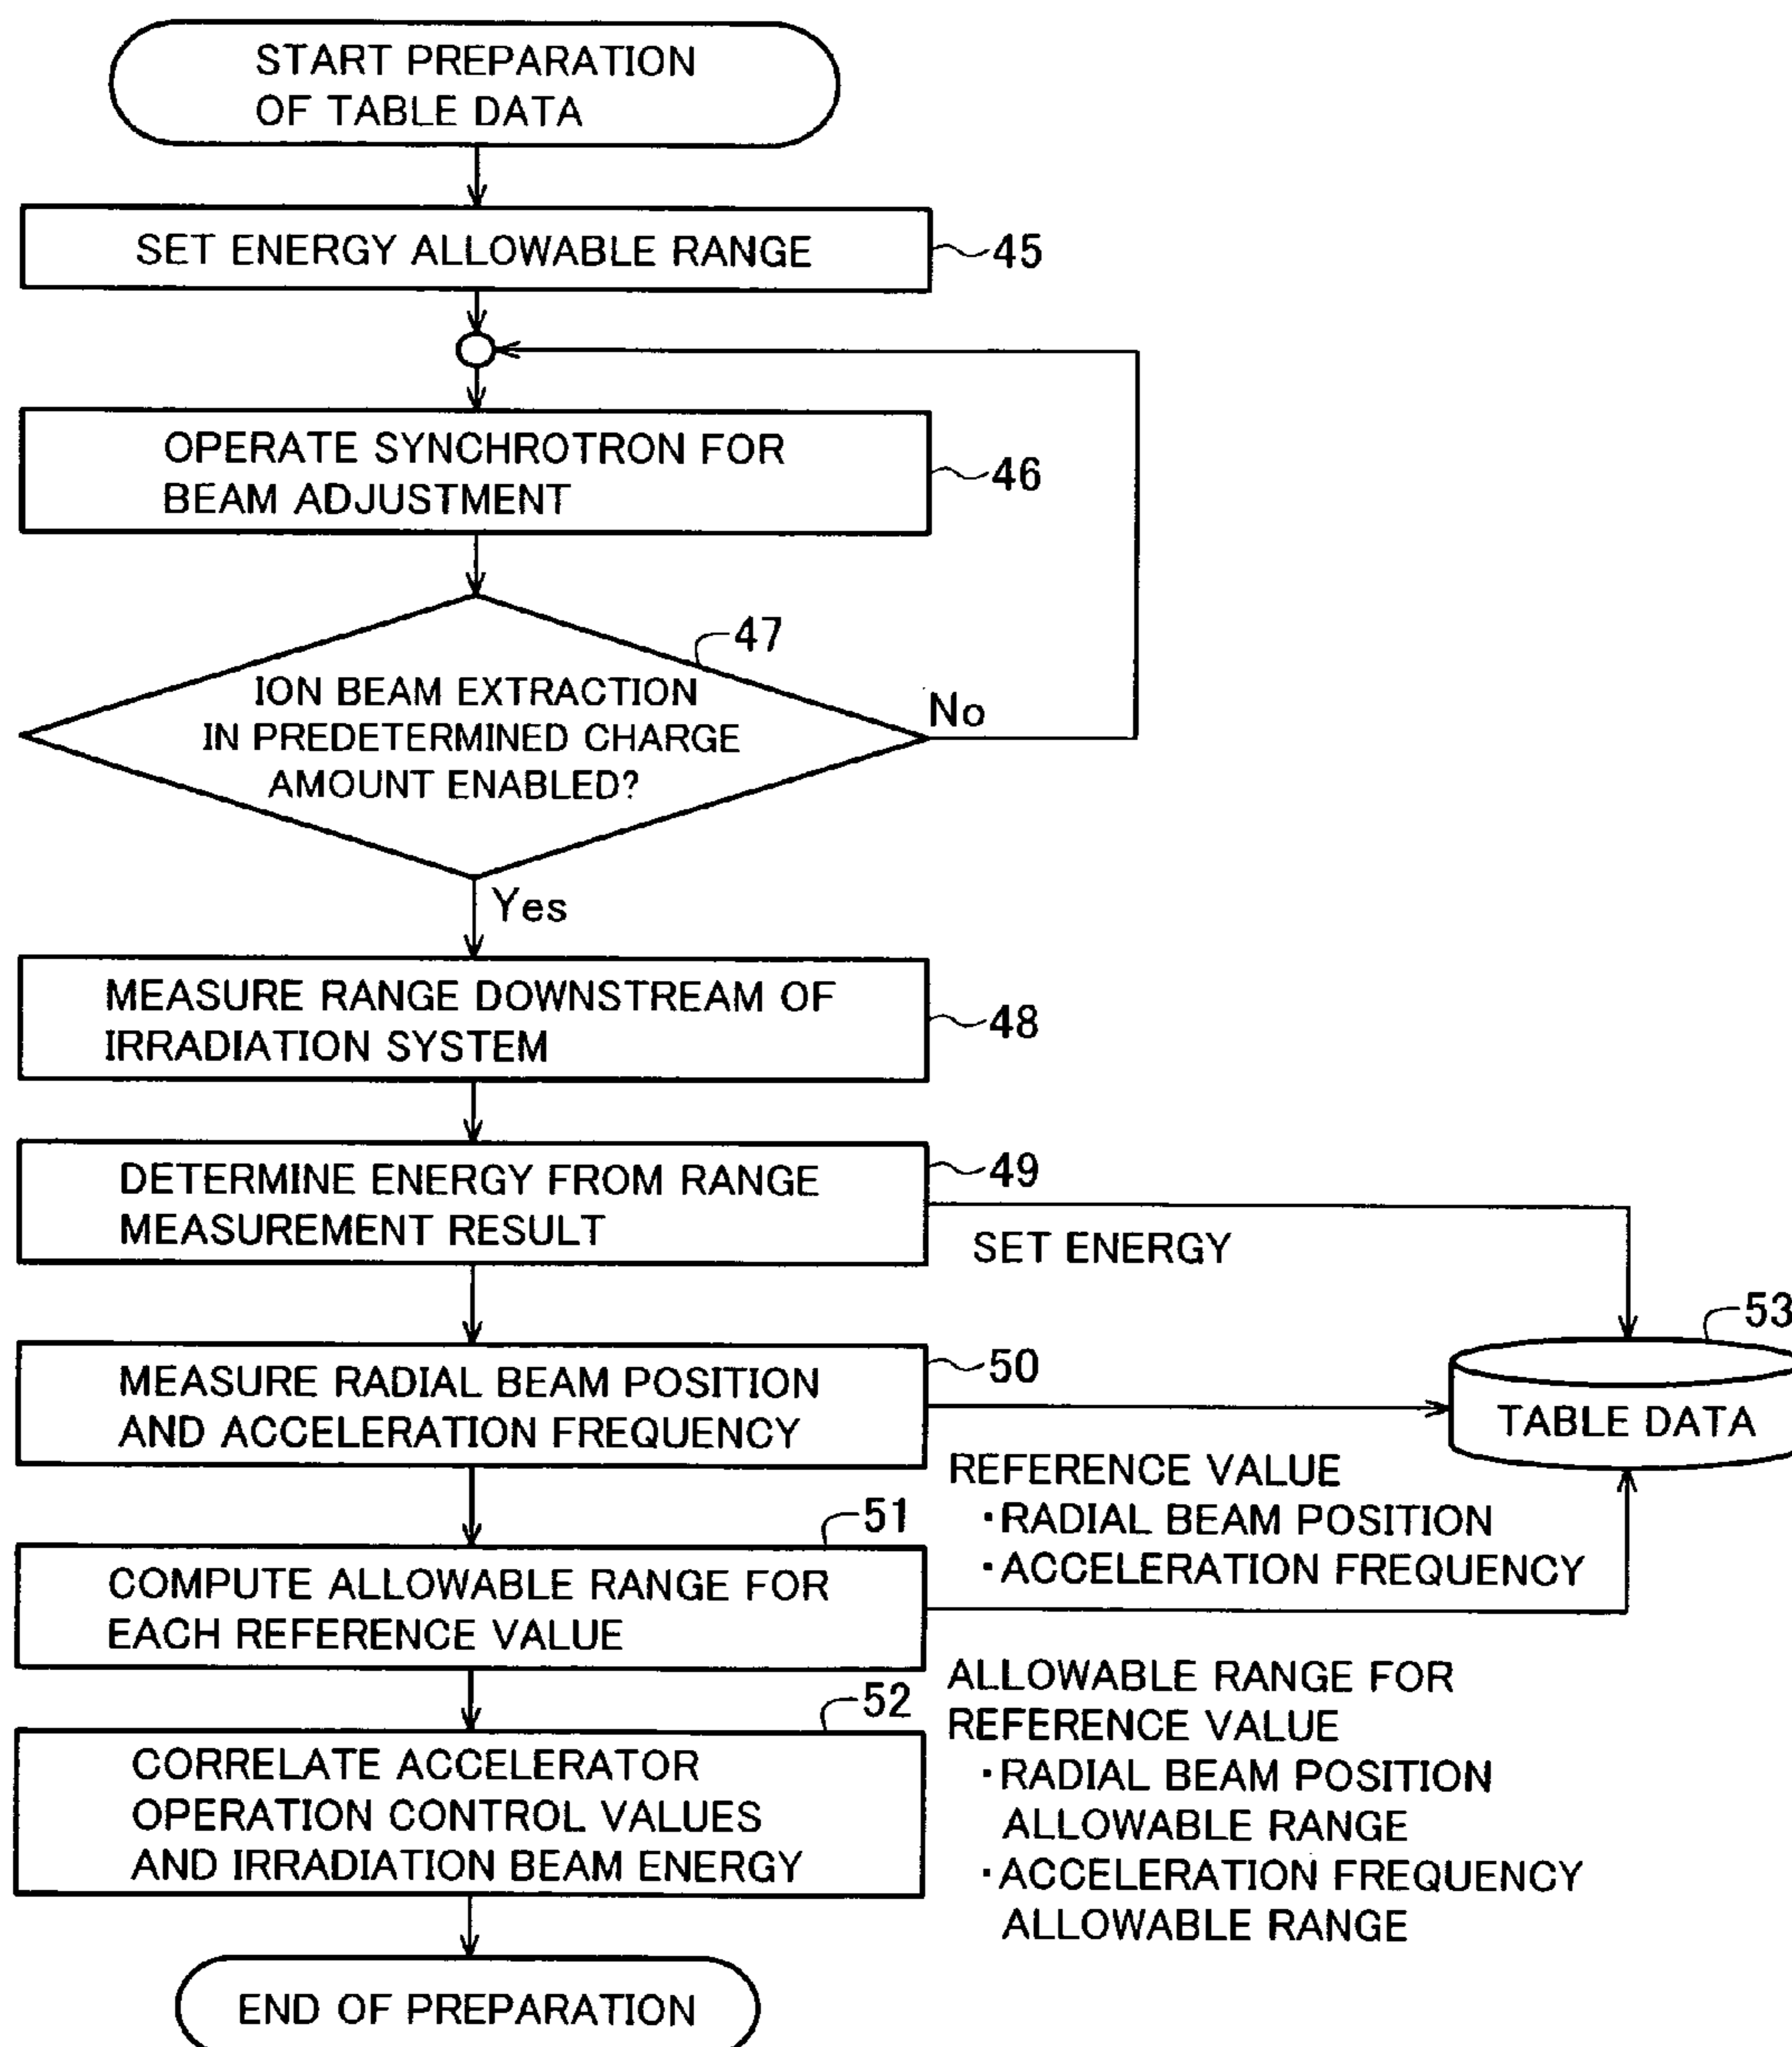 START PREPARATION
OF TABLE DATA
SET ENERGY ALLOWABLE RANGE
45
OPERATE SYNCHROTRON FOR
BEAM ADJUSTMENT
46
47
ION BEAM EXTRACTION
IN PREDETERMINED CHARGE
AMOUNT ENABLED?
No
Yes
MEASURE RANGE DOWNSTREAM OF
IRRADIATION SYSTEM
48
DETERMINE ENERGY FROM RANGE
MEASUREMENT RESULT
49
SET ENERGY
53
TABLE DATA
MEASURE RADIAL BEAM POSITION
AND ACCELERATION FREQUENCY
50
REFERENCE VALUE
・RADIAL BEAM POSITION
・ACCELERATION FREQUENCY
51
COMPUTE ALLOWABLE RANGE FOR
EACH REFERENCE VALUE
ALLOWABLE RANGE FOR
REFERENCE VALUE
・RADIAL BEAM POSITION
ALLOWABLE RANGE
・ACCELERATION FREQUENCY
ALLOWABLE RANGE
52
CORRELATE ACCELERATOR
OPERATION CONTROL VALUES
AND IRRADIATION BEAM ENERGY
END OF PREPARATION